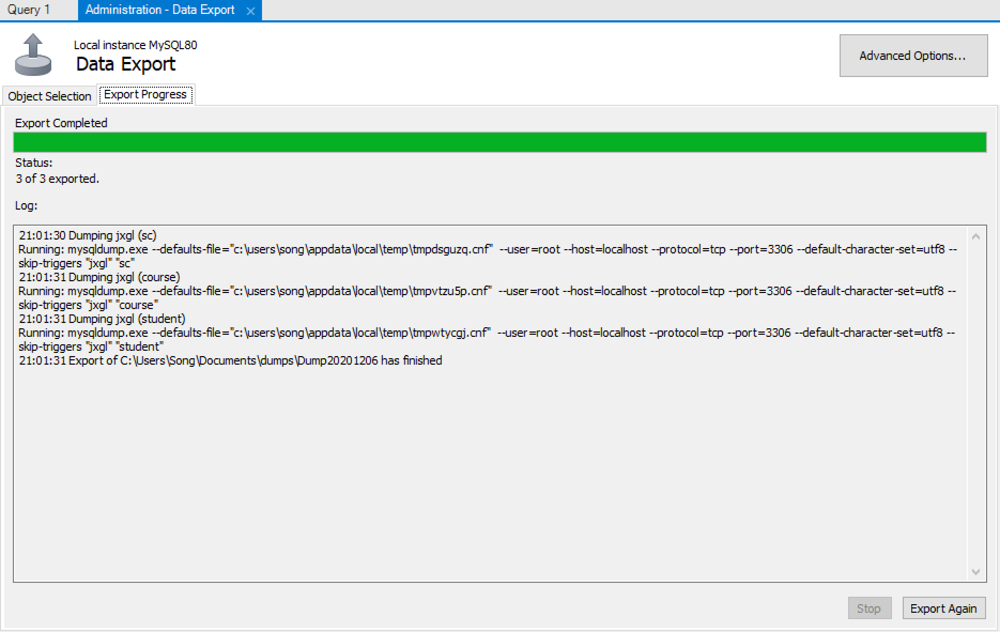 Query 1
Administration - Data Export
Local instance MySQL80
Data Export
Advanced Options...
Object Selection
Export Progress
Export Completed
Status:
3 of 3 exported.
Log:
21:01:30 Dumping jxgl (sc)
Running: mysqldump.exe --defaults-file="c:\users\song\appdata\local\temp\tmpdsguzq.cnf"  --user=root --host=localhost --protocol=tcp --port=3306 --default-character-set=utf8 --
skip-triggers "jxgl" "sc"
21:01:31 Dumping jxgl (course)
Running: mysqldump.exe --defaults-file="c:\users\song\appdata\local\temp\tmpvtzu5p.cnf"  --user=root --host=localhost --protocol=tcp --port=3306 --default-character-set=utf8 --
skip-triggers "jxgl" "course"
21:01:31 Dumping jxgl (student)
Running: mysqldump.exe --defaults-file="c:\users\song\appdata\local\temp\tmpwtycgj.cnf"  --user=root --host=localhost --protocol=tcp --port=3306 --default-character-set=utf8 --
skip-triggers "jxgl" "student"
21:01:31 Export of C:\Users\Song\Documents\dumps\Dump20201206 has finished
Stop
Export Again